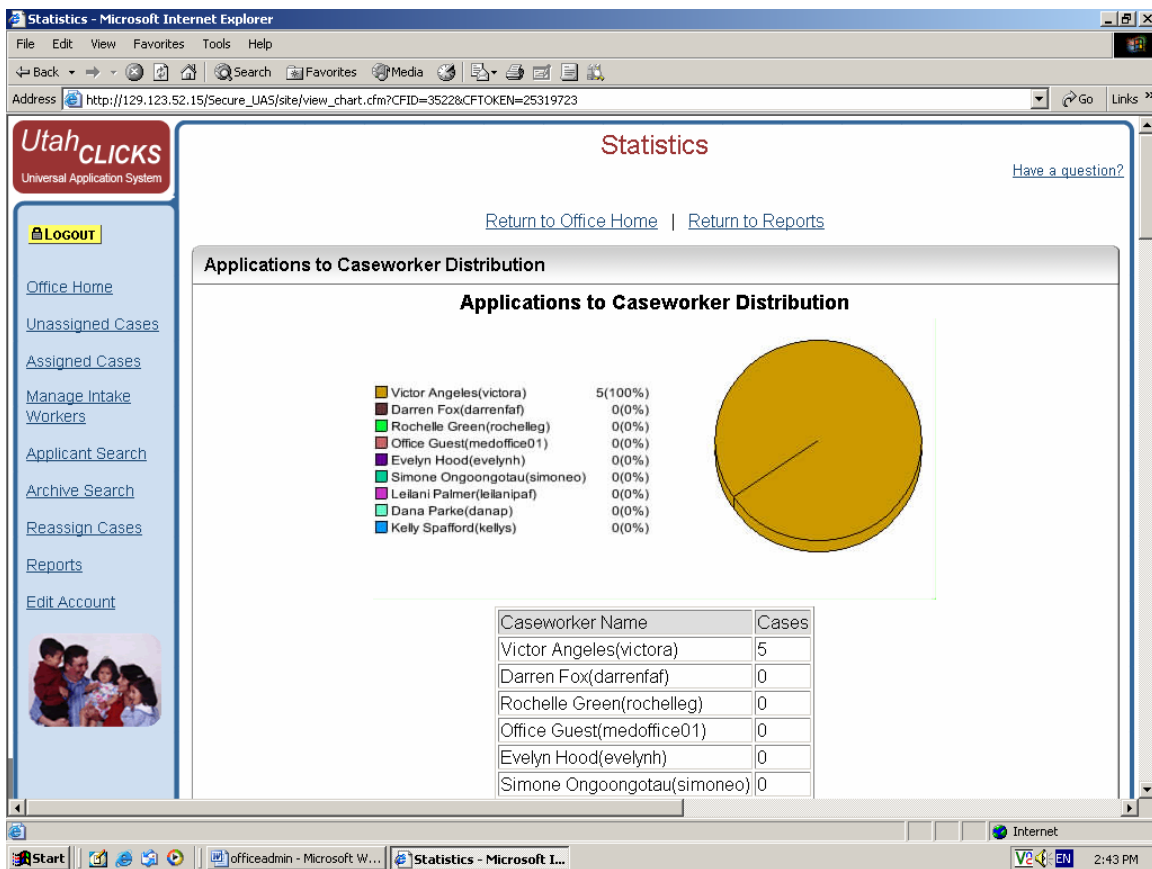 Statistics - Microsoft Internet Explorer
File Edit View Favorites Tools Help
Back Search Favorites Media
Address http://129.123.52.15/Secure_UAS/site/view_chart.cfm?CFID=3522&CFTOKEN=25319723 Go Links »
Utah CLICKS
Universal Application System
Statistics
Have a question?
Return to Office Home | Return to Reports
LOGOUT
Office Home
Unassigned Cases
Assigned Cases
Manage Intake
Workers
Applicant Search
Archive Search
Reassign Cases
Reports
Edit Account
Applications to Caseworker Distribution
Applications to Caseworker Distribution
Victor Angeles(victora) 5(100%)
Darren Fox(darrenfaf) 0(0%)
Rochelle Green(rochelleg) 0(0%)
Office Guest(medoffice01) 0(0%)
Evelyn Hood(evelynh) 0(0%)
Simone Ongoongotau(simoneo) 0(0%)
Leilani Palmer(leilanipaf) 0(0%)
Dana Parke(danap) 0(0%)
Kelly Spafford(kellys) 0(0%)
Caseworker Name Cases
Victor Angeles(victora) 5
Darren Fox(darrenfaf) 0
Rochelle Green(rochelleg) 0
Office Guest(medoffice01) 0
Evelyn Hood(evelynh) 0
Simone Ongoongotau(simoneo) 0
Internet
Start officeadmin - Microsoft W... Statistics - Microsoft I... EN 2:43 PM